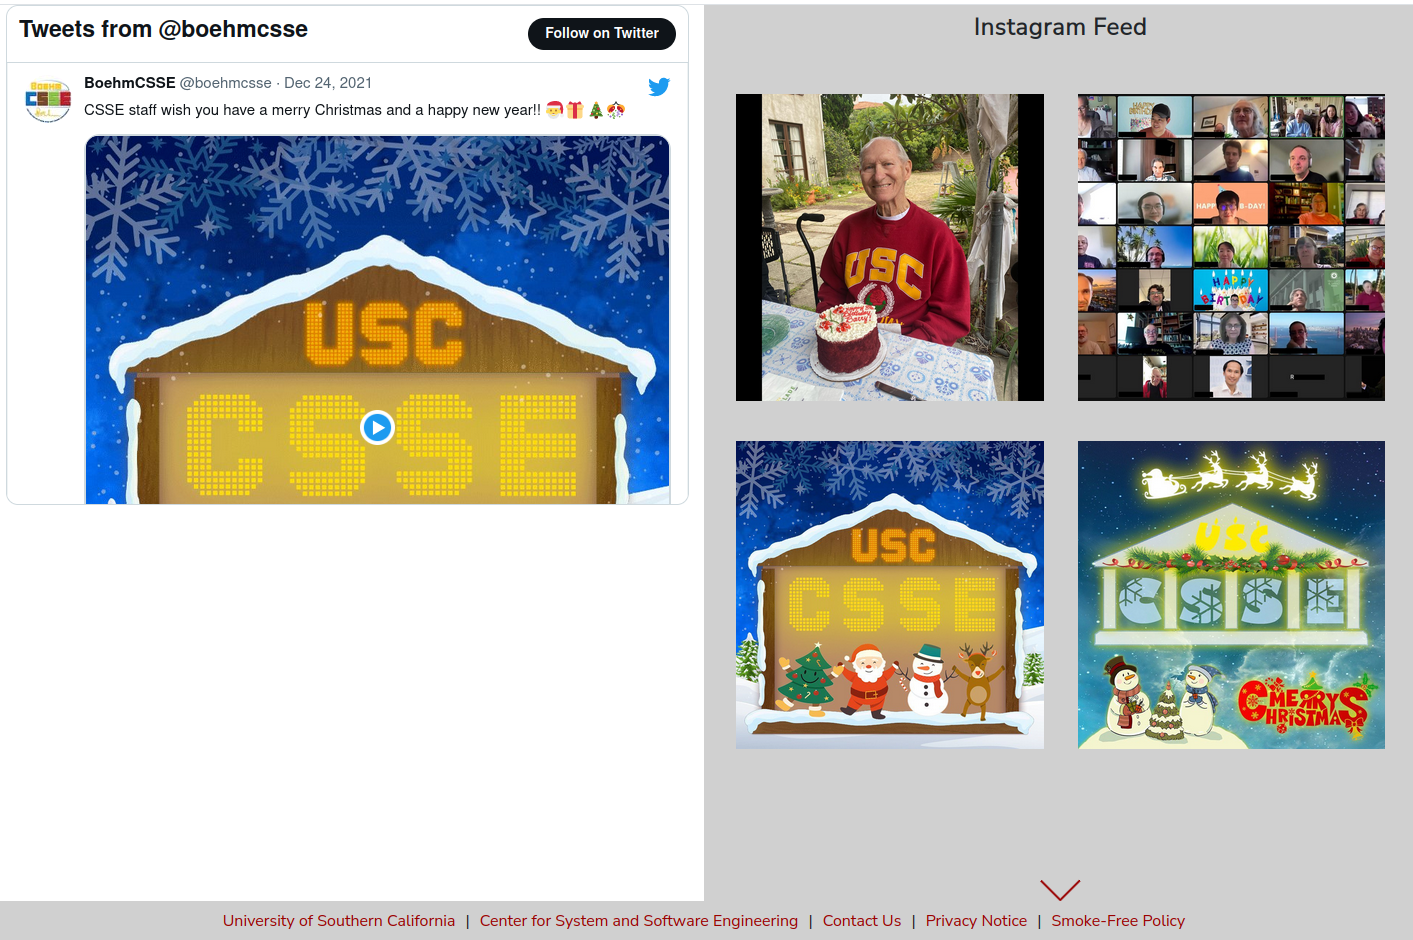 Tweets from @boehmcsse
Follow on Twitter
BoehmCSSE @boehmcsse · Dec 24, 2021
CSSE staff wish you have a merry Christmas and a happy new year!! 🎅🎁 🎄🎊
USC
CSSE
Instagram Feed
USC
HAPPY BIRTHDAY
USC
CSSE
USC
CSSE
MERRY CHRISTMAS
University of Southern California | Center for System and Software Engineering | Contact Us | Privacy Notice | Smoke-Free Policy